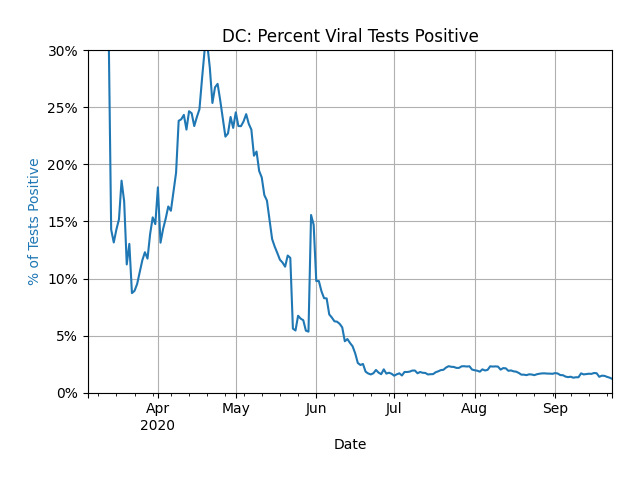 DC: Percent Viral Tests Positive
30%
25%
20%
15%
10%
5%
0%
% of Tests Positive
Apr May Jun Jul Aug Sep
2020
Date